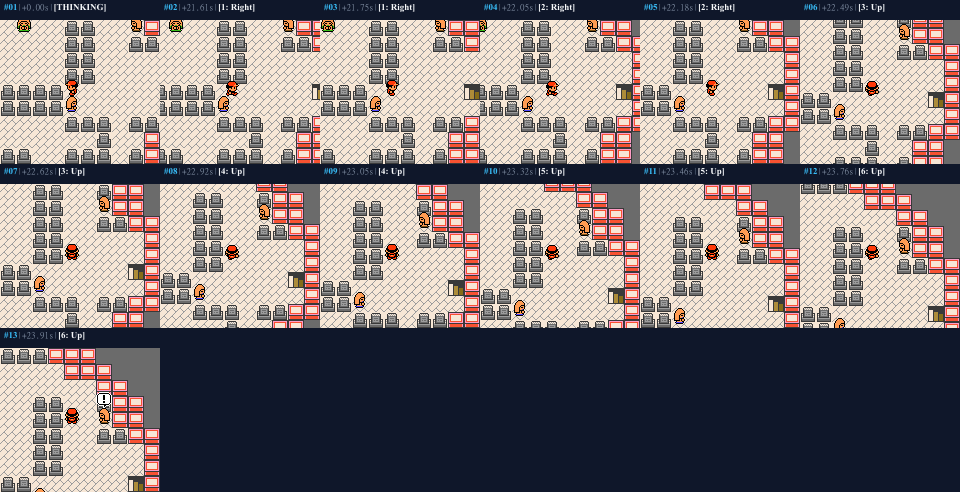 #01|+0.00s|[THINKING]
#02|+21.61s|[1: Right]
#03|+21.75s|[1: Right]
#04|+22.05s|[2: Right]
#05|+22.18s|[2: Right]
#06|+22.49s|[3: Up]
#07|+22.62s|[3: Up]
#08|+22.92s|[4: Up]
#09|+23.05s|[4: Up]
#10|+23.32s|[5: Up]
#11|+23.46s|[5: Up]
#12|+23.76s|[6: Up]
#13|+23.91s|[6: Up]
!